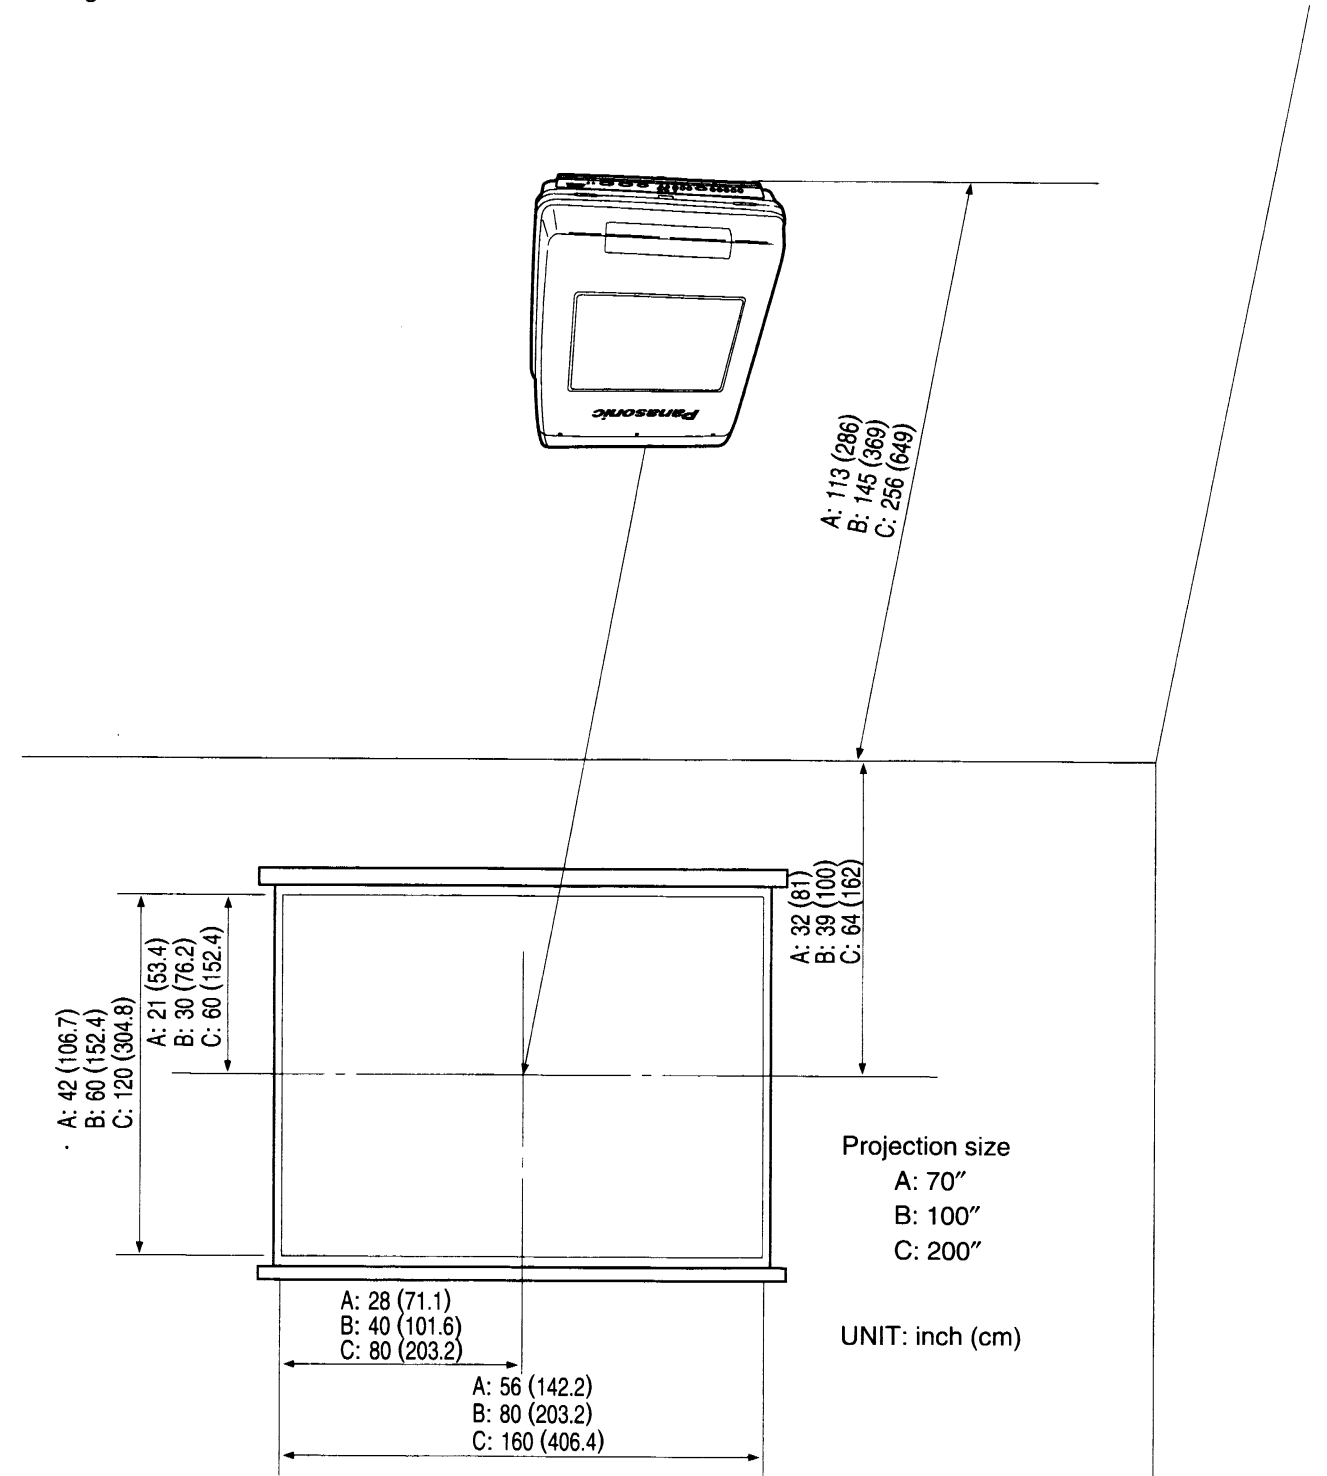 Panasonic
A: 113 (286)
B: 145 (369)
C: 256 (649)
A: 32 (81)
B: 39 (100)
C: 64 (162)
A: 21 (53.4)
B: 30 (76.2)
C: 60 (152.4)
A: 42 (106.7)
B: 60 (152.4)
C: 120 (304.8)
Projection size
A: 70″
B: 100″
C: 200″
A: 28 (71.1)
B: 40 (101.6)
C: 80 (203.2)
UNIT: inch (cm)
A: 56 (142.2)
B: 80 (203.2)
C: 160 (406.4)